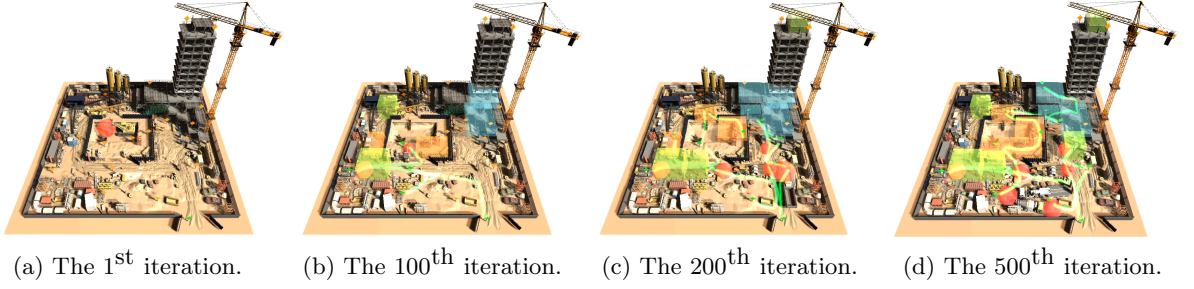 (a) The 1st iteration.
(b) The 100th iteration.
(c) The 200th iteration.
(d) The 500th iteration.